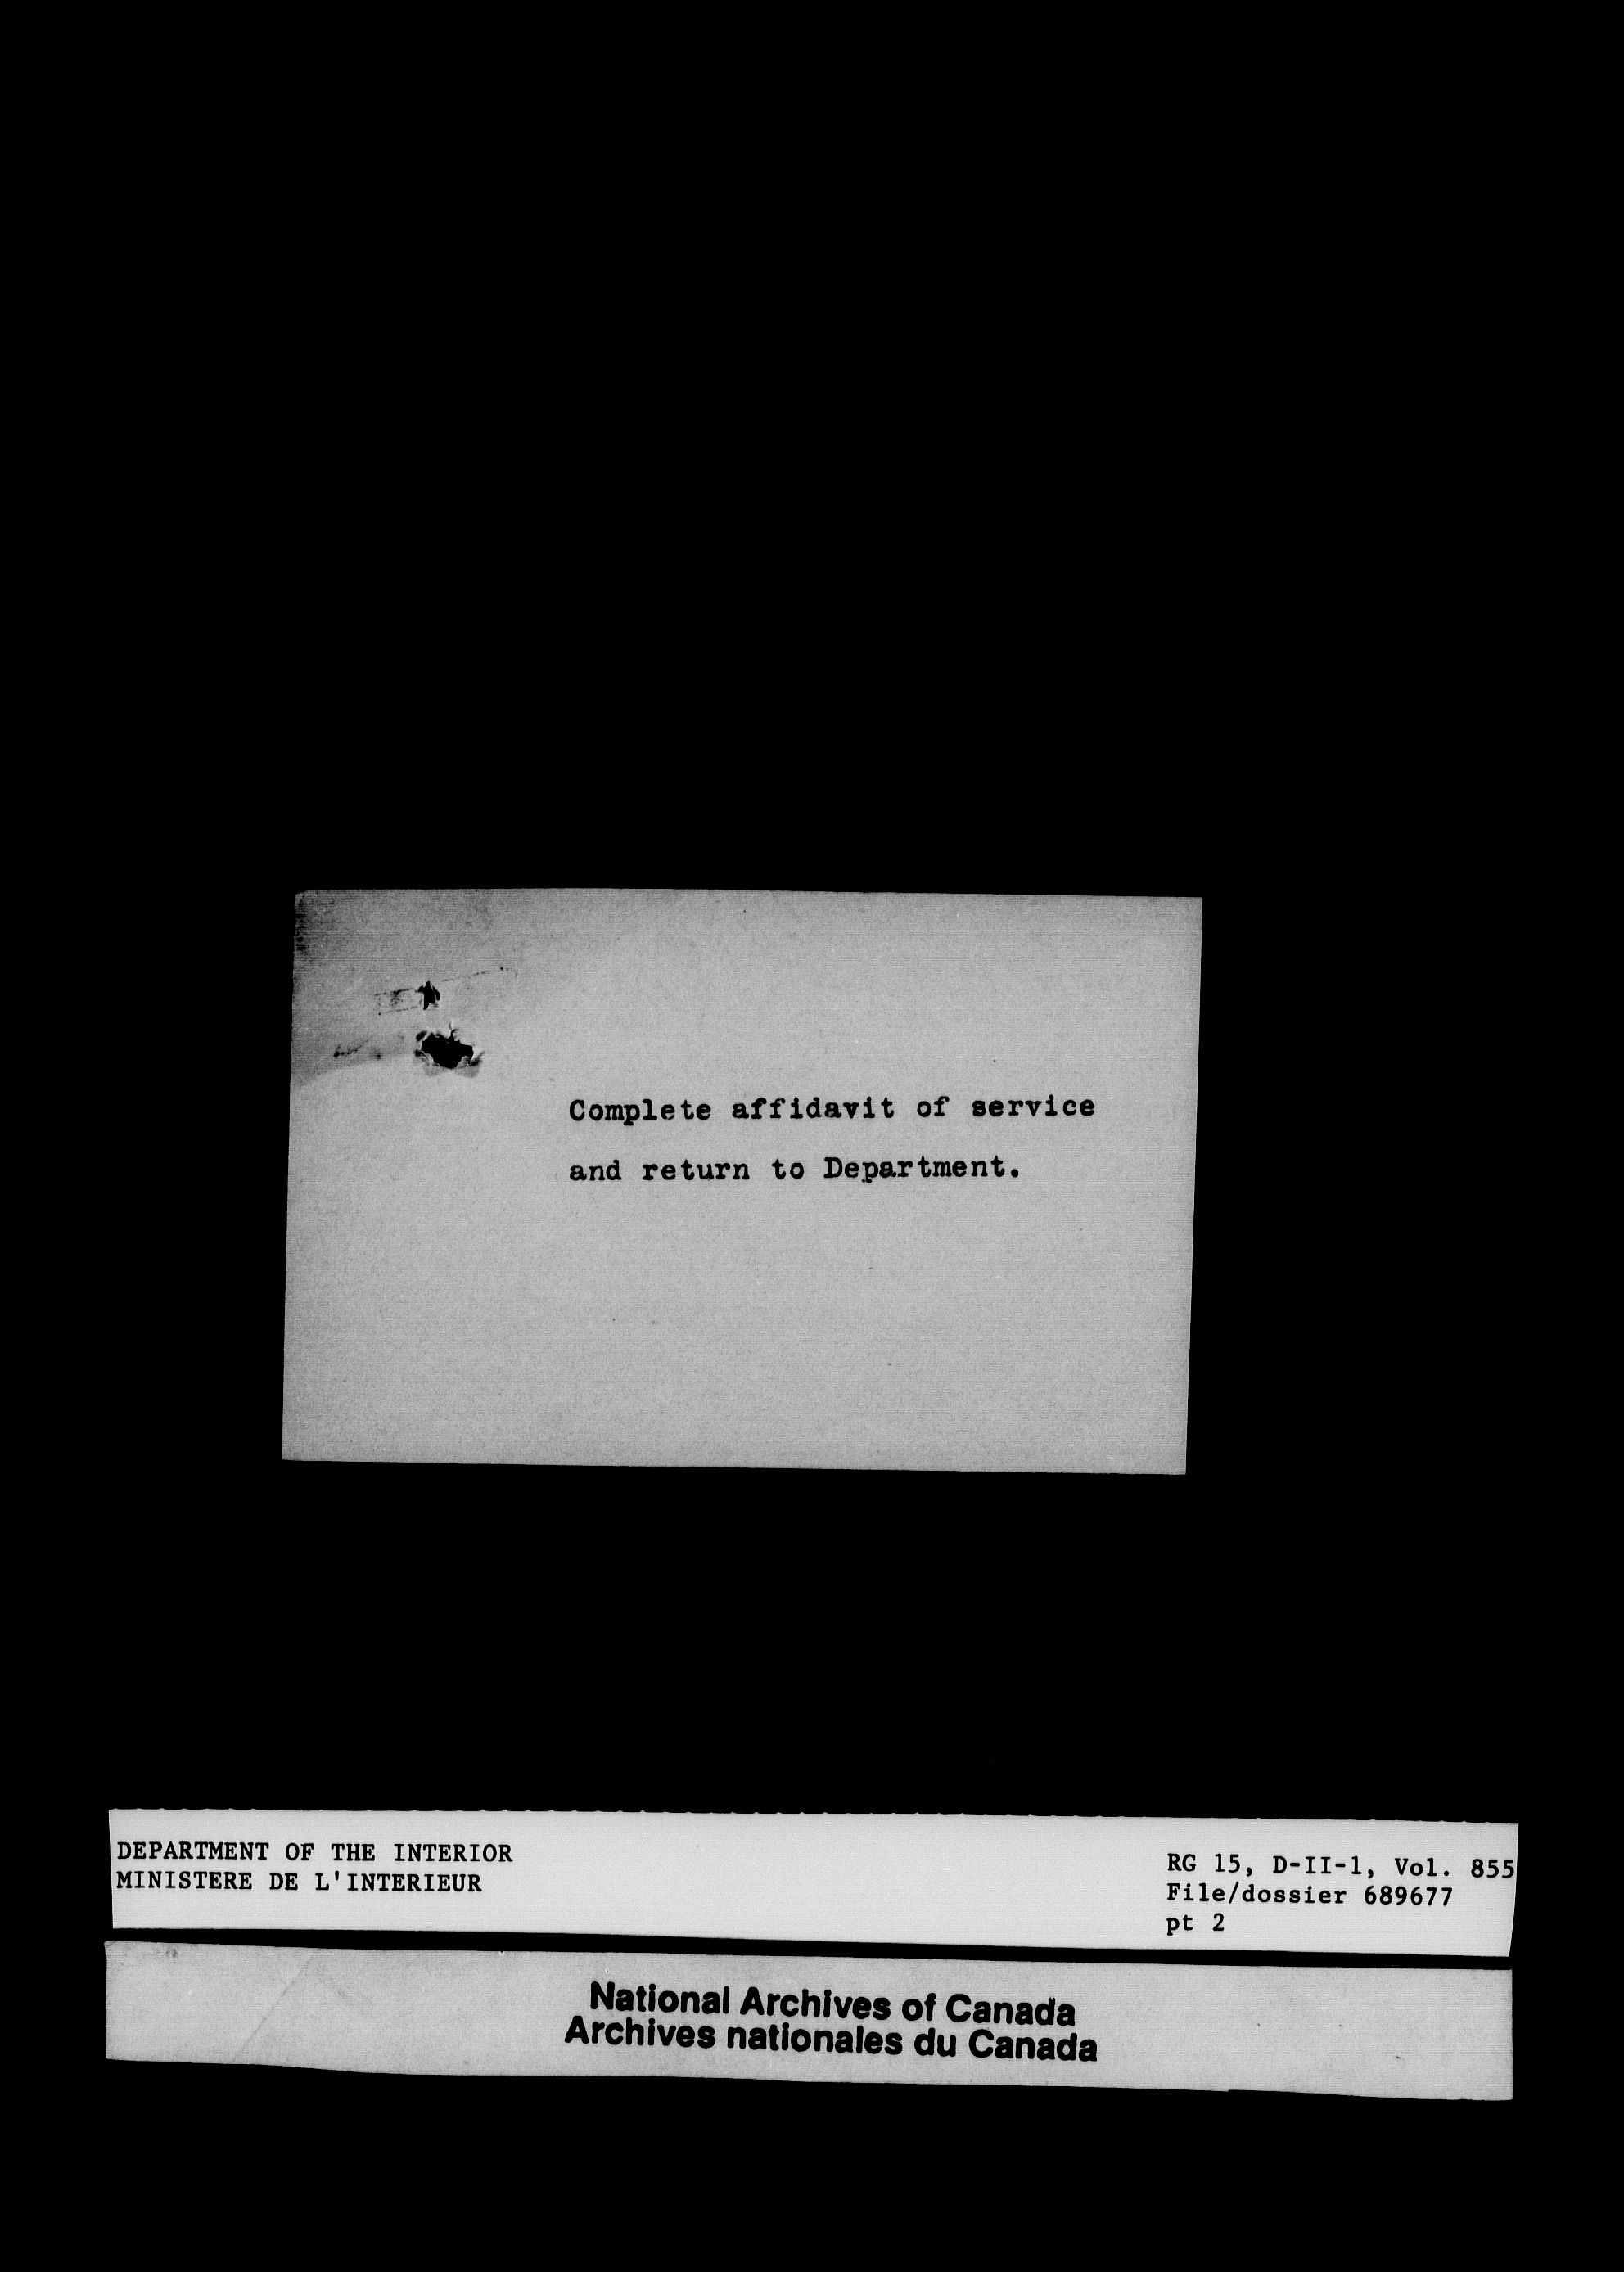 Complete affidavit of service
and return to Department.
DEPARTMENT OF THE INTERIOR
MINISTERE DE L'INTERIEUR
RG 15, D-II-1, Vol. 855
File/dossier 689677
pt 2
National Archives of Canada
Archives nationales du Canada